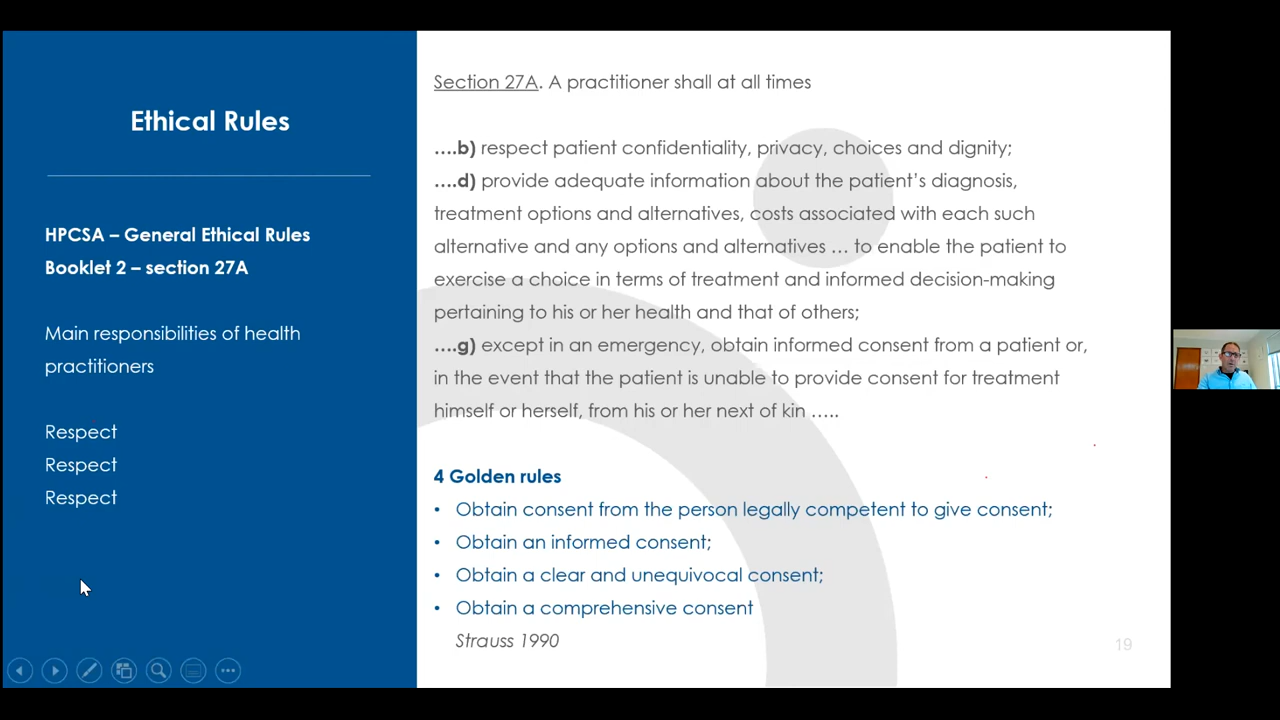 Ethical Rules
HPCSA – General Ethical Rules
Booklet 2 – section 27A
Main responsibilities of health
practitioners
Respect
Respect
Respect
Section 27A. A practitioner shall at all times
….b) respect patient confidentiality, privacy, choices and dignity;
….d) provide adequate information about the patient’s diagnosis,
treatment options and alternatives, costs associated with each such
alternative and any options and alternatives … to enable the patient to
exercise a choice in terms of treatment and informed decision-making
pertaining to his or her health and that of others;
….g) except in an emergency, obtain informed consent from a patient or,
in the event that the patient is unable to provide consent for treatment
himself or herself, from his or her next of kin …..
4 Golden rules
• Obtain consent from the person legally competent to give consent;
• Obtain an informed consent;
• Obtain a clear and unequivocal consent;
• Obtain a comprehensive consent
Strauss 1990
19